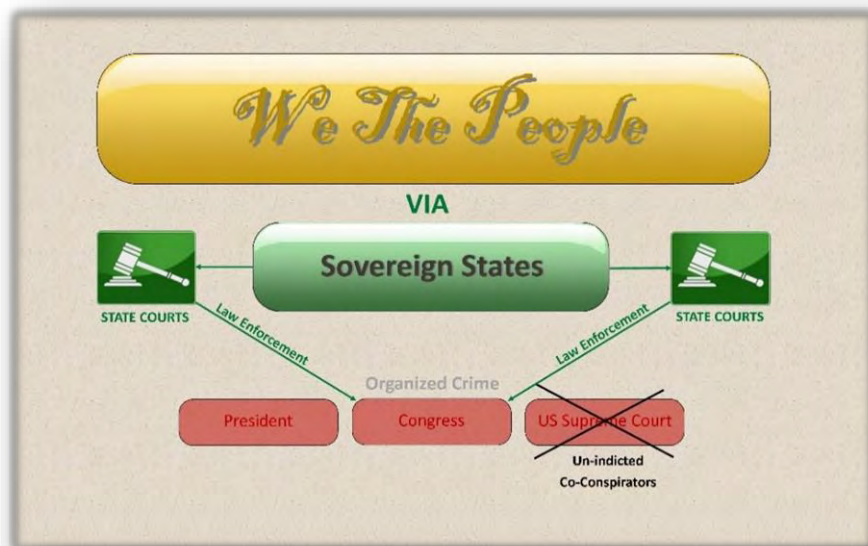 We The People
VIA
Sovereign States
STATE COURTS
STATE COURTS
Law Enforcement
Law Enforcement
Organized Crime
President
Congress
US Supreme Court
Un-indicted
Co-Conspirators